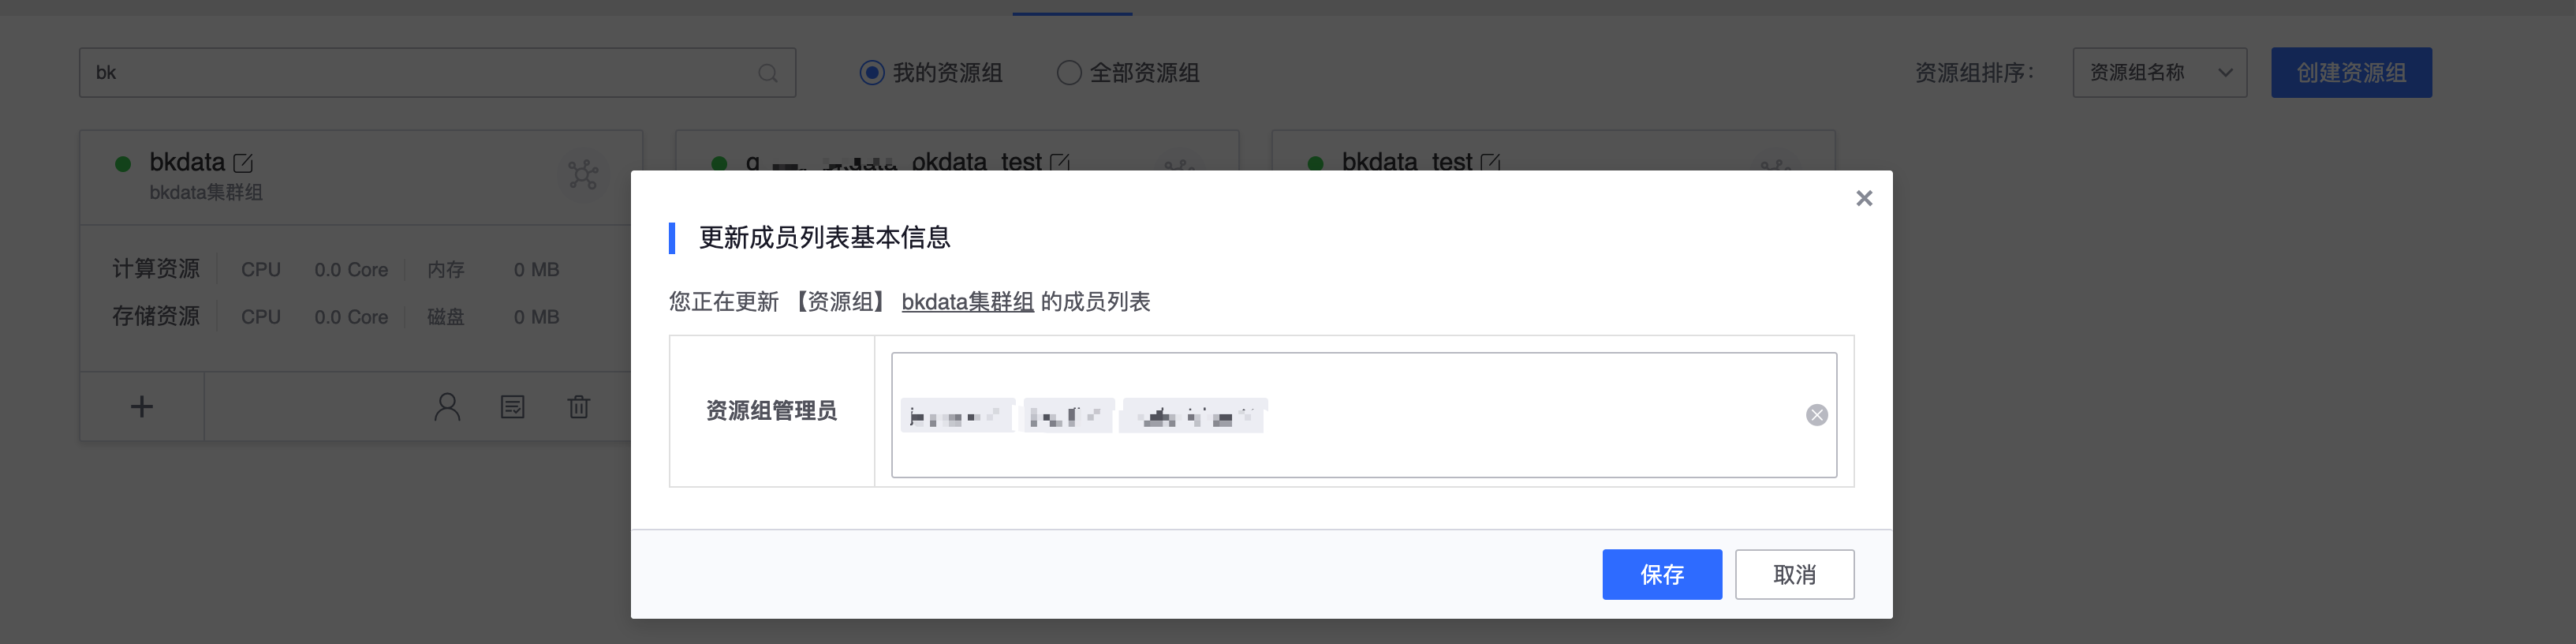 bk
我的资源组
全部资源组
资源组排序：
资源组名称
创建资源组
bkdata
bkdata集群组
计算资源 CPU 0.0 Core 内存 0 MB
存储资源 CPU 0.0 Core 磁盘 0 MB
bkdata_test
更新成员列表基本信息
您正在更新 【资源组】 bkdata集群组 的成员列表
资源组管理员
保存
取消